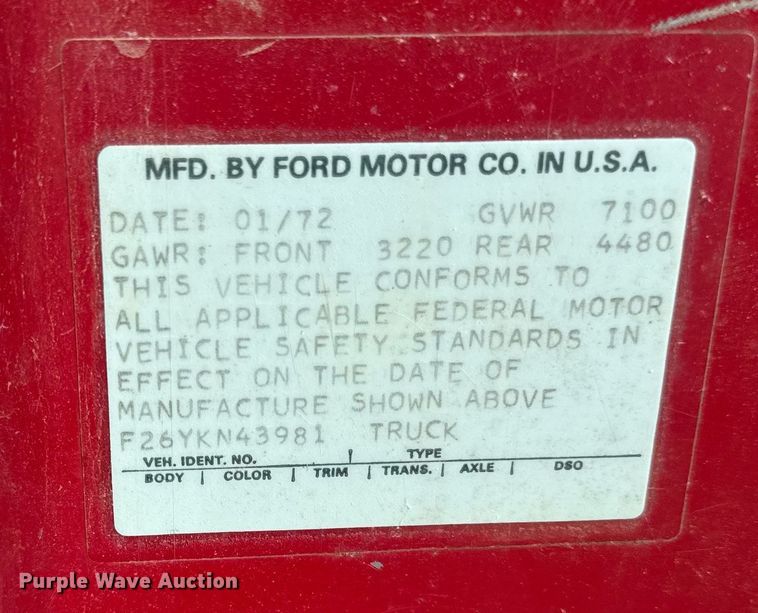 MFD. BY FORD MOTOR CO. IN U.S.A.
DATE: 01/72 GVWR 7100
GAWR: FRONT 3220 REAR 4480
THIS VEHICLE CONFORMS TO
ALL APPLICABLE FEDERAL MOTOR
VEHICLE SAFETY STANDARDS IN
EFFECT ON THE DATE OF
MANUFACTURE SHOWN ABOVE
F26YKN43981 TRUCK
VEH. IDENT. NO. | TYPE
BODY | COLOR | TRIM | TRANS. | AXLE | DSO
Purple Wave Auction